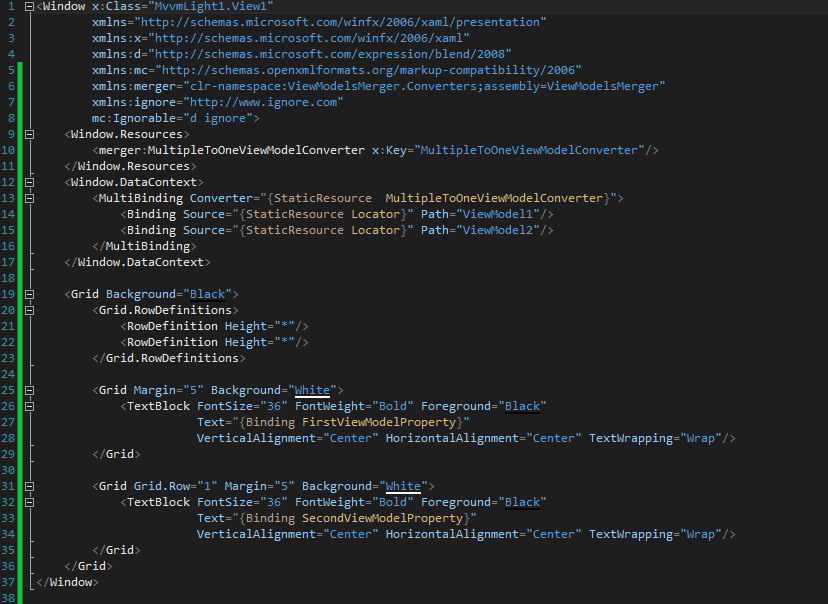 1 <Window x:Class="MvvmLight1.View1"
2 xmlns="http://schemas.microsoft.com/winfx/2006/xaml/presentation"
3 xmlns:x="http://schemas.microsoft.com/winfx/2006/xaml"
4 xmlns:d="http://schemas.microsoft.com/expression/blend/2008"
5 xmlns:mc="http://schemas.openxmlformats.org/markup-compatibility/2006"
6 xmlns:merger="clr-namespace:ViewModelsMerger.Converters;assembly=ViewModelsMerger"
7 xmlns:ignore="http://www.ignore.com"
8 mc:Ignorable="d ignore">
9 <Window.Resources>
10 <merger:MultipleToOneViewModelConverter x:Key="MultipleToOneViewModelConverter"/>
11 </Window.Resources>
12 <Window.DataContext>
13 <MultiBinding Converter="{StaticResource  MultipleToOneViewModelConverter}">
14 <Binding Source="{StaticResource Locator}" Path="ViewModel1"/>
15 <Binding Source="{StaticResource Locator}" Path="ViewModel2"/>
16 </MultiBinding>
17 </Window.DataContext>
18
19 <Grid Background="Black">
20 <Grid.RowDefinitions>
21 <RowDefinition Height="*"/>
22 <RowDefinition Height="*"/>
23 </Grid.RowDefinitions>
24
25 <Grid Margin="5" Background="White">
26 <TextBlock FontSize="36" FontWeight="Bold" Foreground="Black"
27 Text="{Binding FirstViewModelProperty}"
28 VerticalAlignment="Center" HorizontalAlignment="Center" TextWrapping="Wrap"/>
29 </Grid>
30
31 <Grid Grid.Row="1" Margin="5" Background="White">
32 <TextBlock FontSize="36" FontWeight="Bold" Foreground="Black"
33 Text="{Binding SecondViewModelProperty}"
34 VerticalAlignment="Center" HorizontalAlignment="Center" TextWrapping="Wrap"/>
35 </Grid>
36 </Grid>
37 </Window>
38